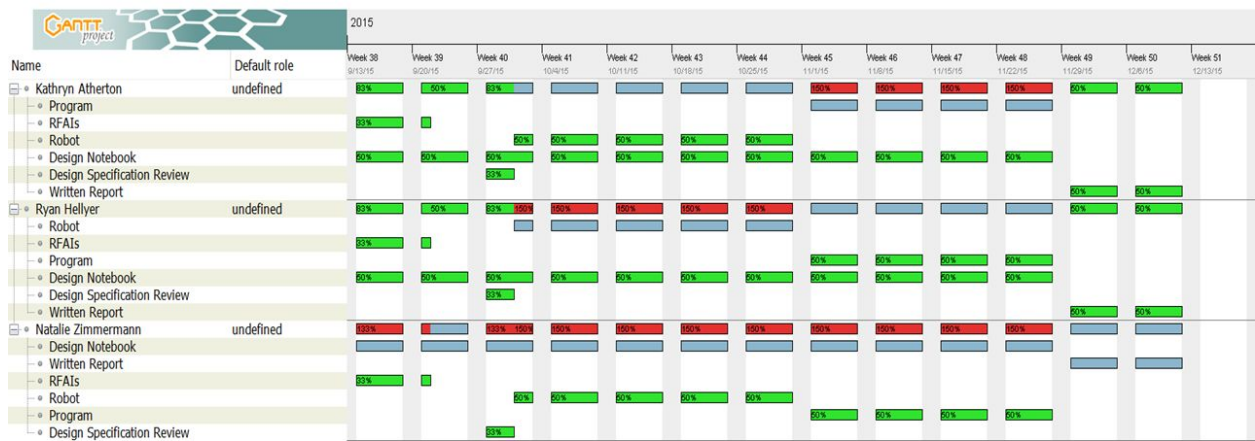 GANTT
project
2015
Week 38 Week 39 Week 40 Week 41 Week 42 Week 43 Week 44 Week 45 Week 46 Week 47 Week 48 Week 49 Week 50 Week 51
Name Default role 9/13/15 9/20/15 9/27/15 10/4/15 10/11/15 10/18/15 10/25/15 11/1/15 11/8/15 11/15/15 11/22/15 11/29/15 12/6/15 12/13/15
Kathryn Atherton undefined 83% 50% 83% 150% 150% 150% 150% 50% 50%
Program
RFAIs 33%
Robot 50% 50% 50% 50% 50%
Design Notebook 50% 50% 50% 50% 50% 50% 50% 50% 50% 50% 50%
Design Specification Review 33%
Written Report 50% 50%
Ryan Hellyer undefined 83% 50% 83% 150% 150% 150% 150% 150% 50% 50%
Robot
RFAIs 33%
Program 50% 50% 50% 50%
Design Notebook 50% 50% 50% 50% 50% 50% 50% 50% 50% 50% 50%
Design Specification Review 33%
Written Report 50% 50%
Natalie Zimmermann undefined 133% 133% 150% 150% 150% 150% 150% 150% 150% 150% 150%
Design Notebook
Written Report
RFAIs 33%
Robot 50% 50% 50% 50% 50%
Program 50% 50% 50% 50%
Design Specification Review 33%